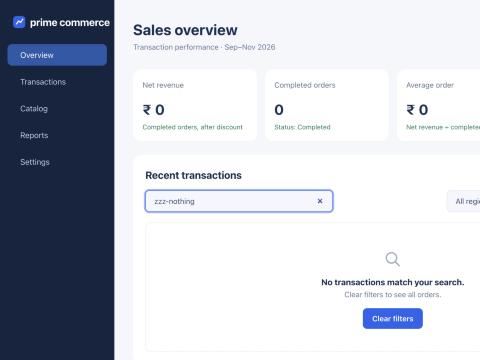 prime commerce
Overview
Transactions
Catalog
Reports
Settings
Sales overview
Transaction performance · Sep–Nov 2026
Net revenue
₹ 0
Completed orders, after discount
Completed orders
0
Status: Completed
Average order
₹ 0
Net revenue ÷
Recent transactions
zzz-nothing ×
All
No transactions match your search.
Clear filters to see all orders.
Clear filters